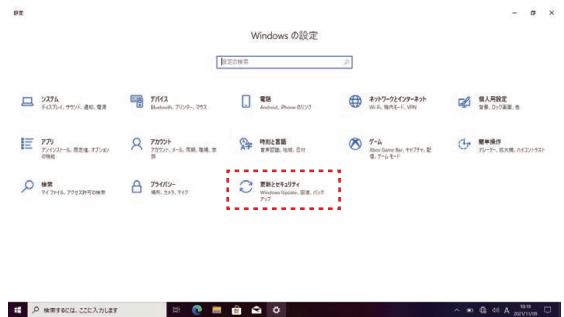 設定
Windows の設定
設定の検索
システム
ディスプレイ、サウンド、通知、電源
デバイス
Bluetooth、プリンター、マウス
電話
Android、iPhone のリンク
ネットワークとインターネット
Wi-Fi、機内モード、VPN
個人用設定
背景、ロック画面、色
アプリ
アンインストール、既定値、オプションの機能
アカウント
アカウント、メール、同期、職場、家族
時刻と言語
音声認識、地域、日付
ゲーム
Xbox Game Bar、キャプチャ、配信、ゲーム モード
簡単操作
ナレーター、拡大鏡、ハイコントラスト
検索
マイ ファイル、アクセス許可の検索
プライバシー
場所、カメラ、マイク
更新とセキュリティ
Windows Update、回復、バックアップ
検索するには、ここに入力します
A
2021/11/09